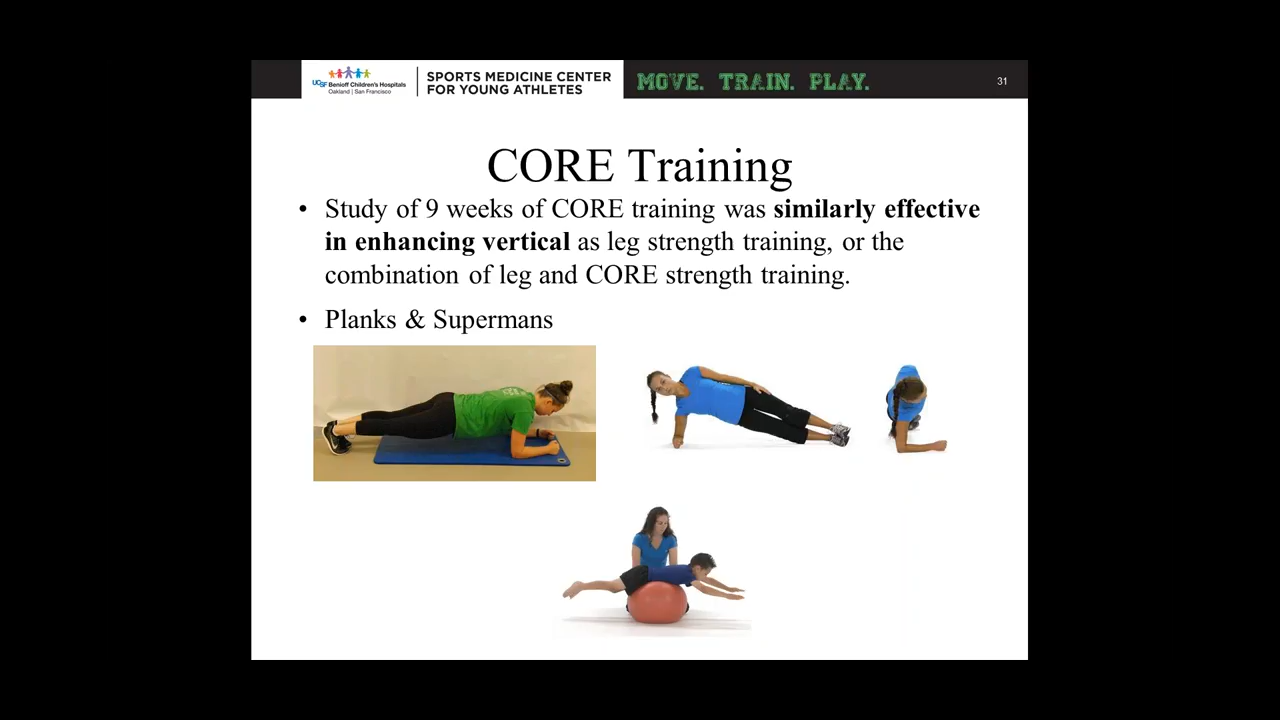 UCSF Benioff Children's Hospitals
Oakland | San Francisco
SPORTS MEDICINE CENTER
FOR YOUNG ATHLETES
MOVE. TRAIN. PLAY.
31
CORE Training
• Study of 9 weeks of CORE training was similarly effective
in enhancing vertical as leg strength training, or the
combination of leg and CORE strength training.
• Planks & Supermans